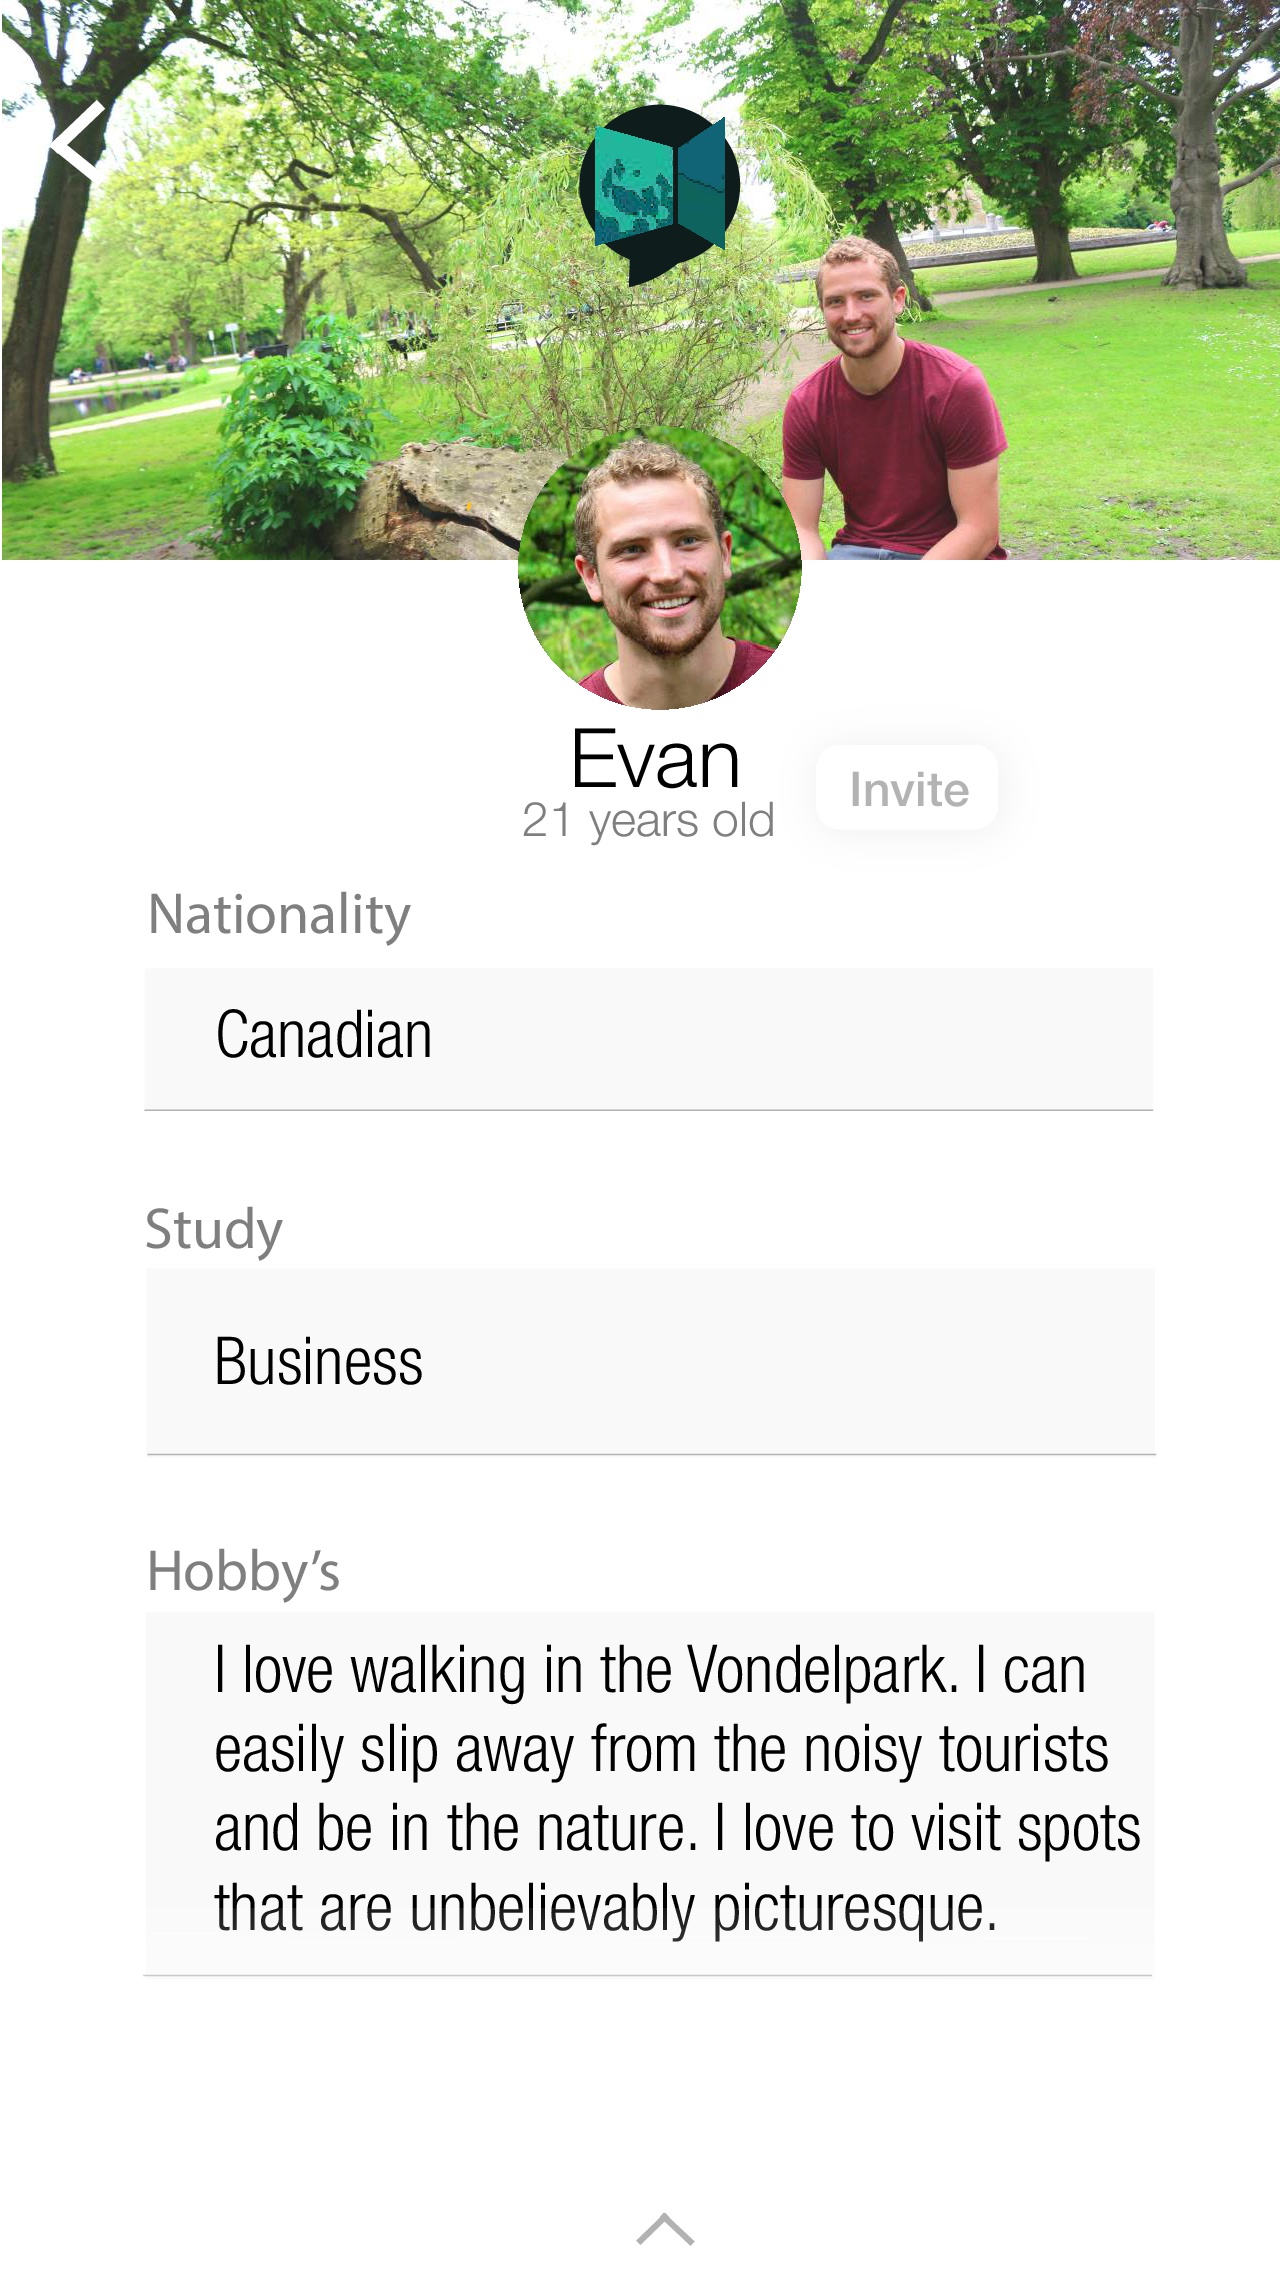 Evan
21 years old
Invite
Nationality
Canadian
Study
Business
Hobby’s
I love walking in the Vondelpark. I can
easily slip away from the noisy tourists
and be in the nature. I love to visit spots
that are unbelievably picturesque.